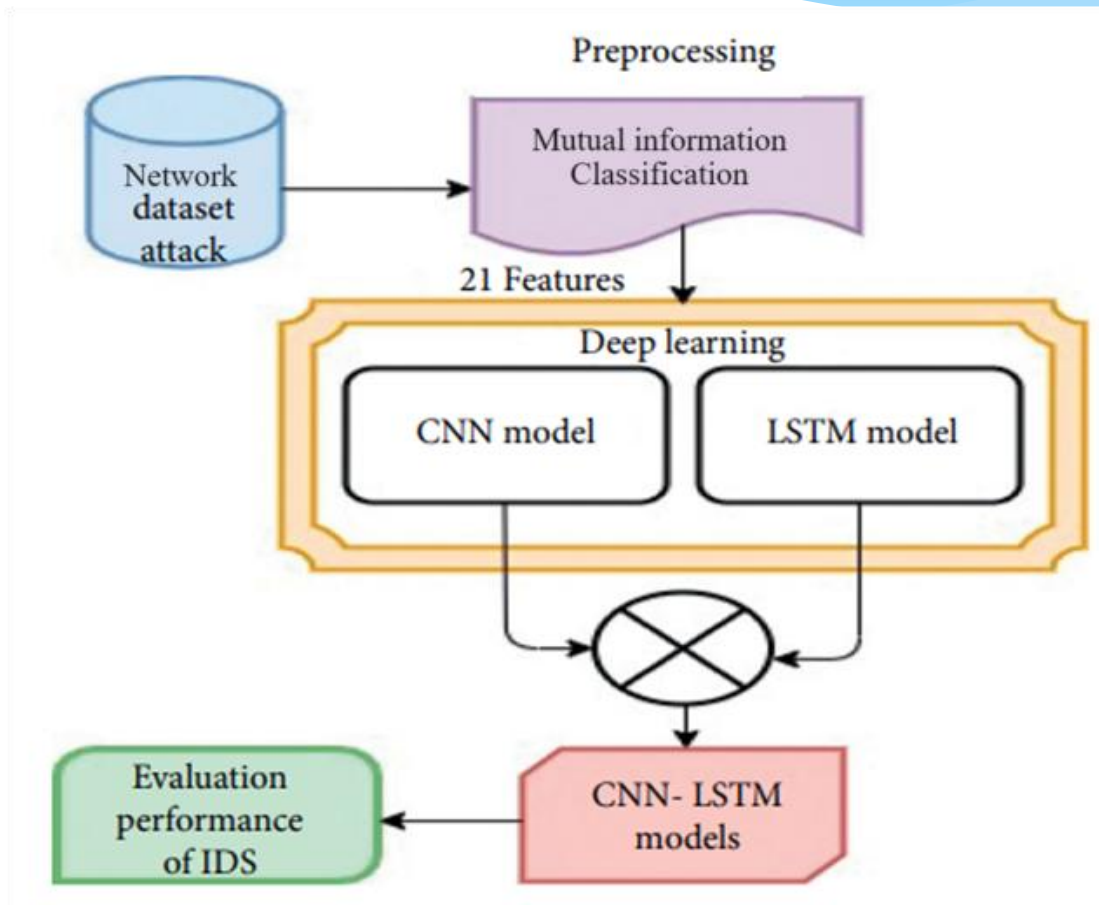 Preprocessing
Network
dataset
attack
Mutual information
Classification
21 Features
Deep learning
CNN model
LSTM model
CNN- LSTM
models
Evaluation
performance
of IDS